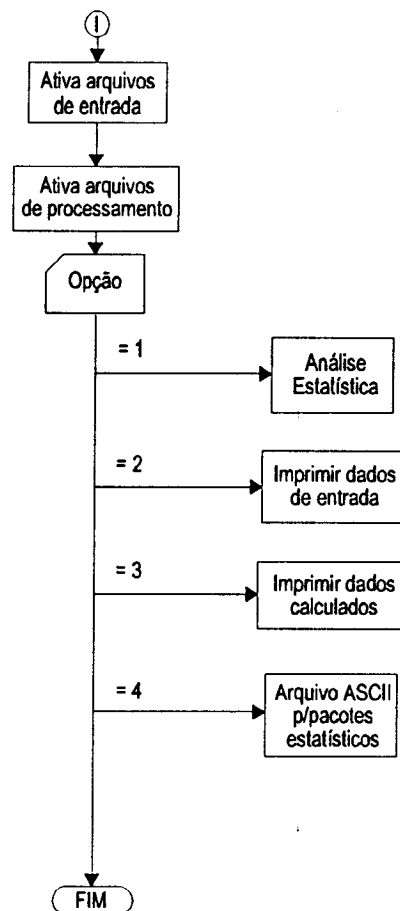 I
Ativa arquivos
de entrada
Ativa arquivos
de processamento
Opção
= 1
Análise
Estatística
= 2
Imprimir dados
de entrada
= 3
Imprimir dados
calculados
= 4
Arquivo ASCII
p/pacotes
estatísticos
FIM